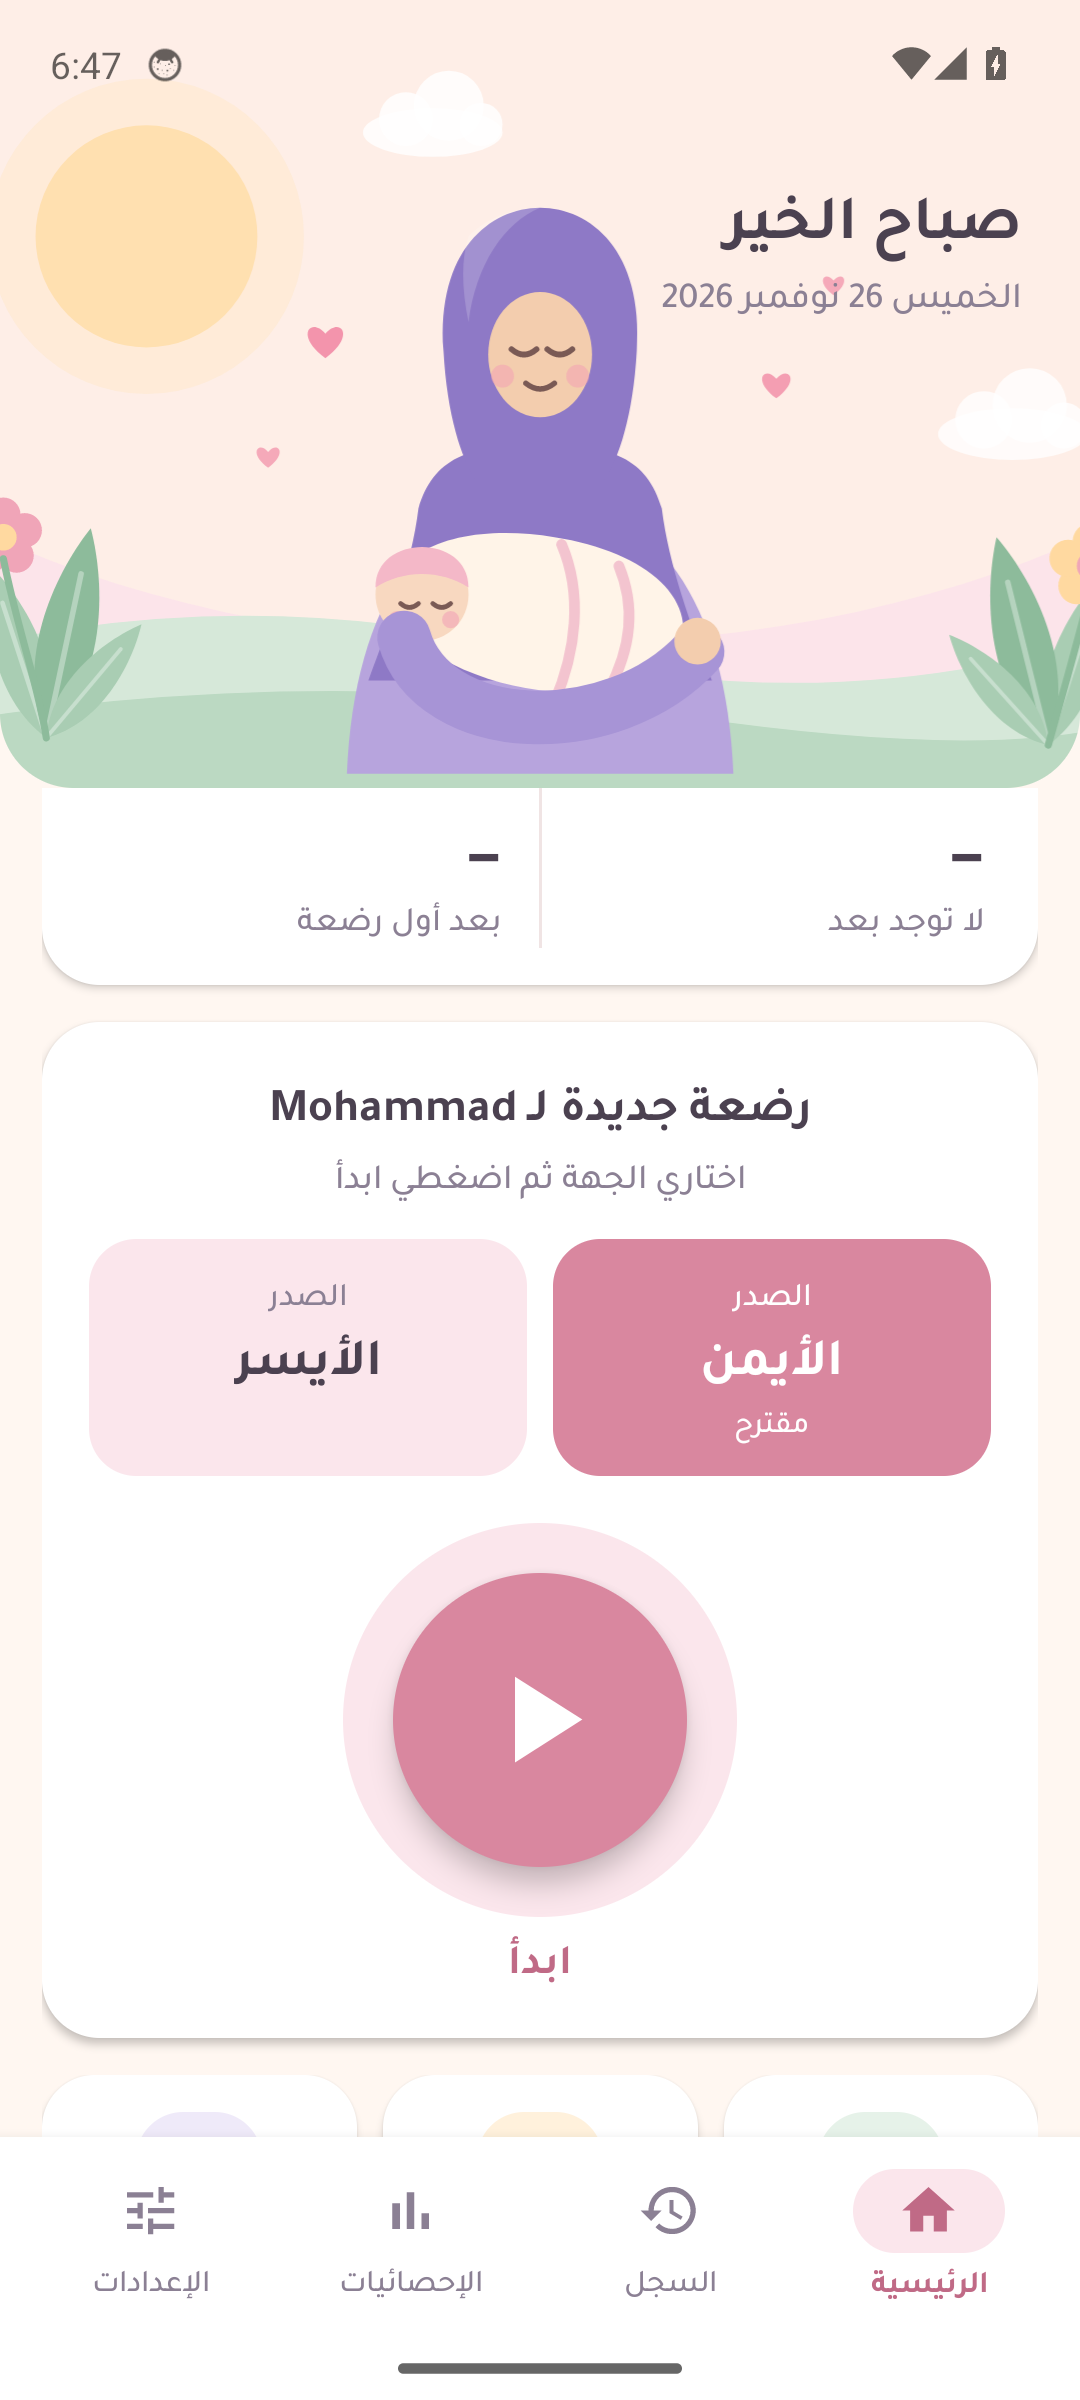 6:47
صباح الخير
الخميس 26 نوفمبر 2026
–
لا توجد بعد
–
بعد أول رضعة
رضعة جديدة لـ Mohammad
اختاري الجهة ثم اضغطي ابدأ
الصدر
الأيمن
مقترح
الصدر
الأيسر
ابدأ
الرئيسية
السجل
الإحصائيات
الإعدادات